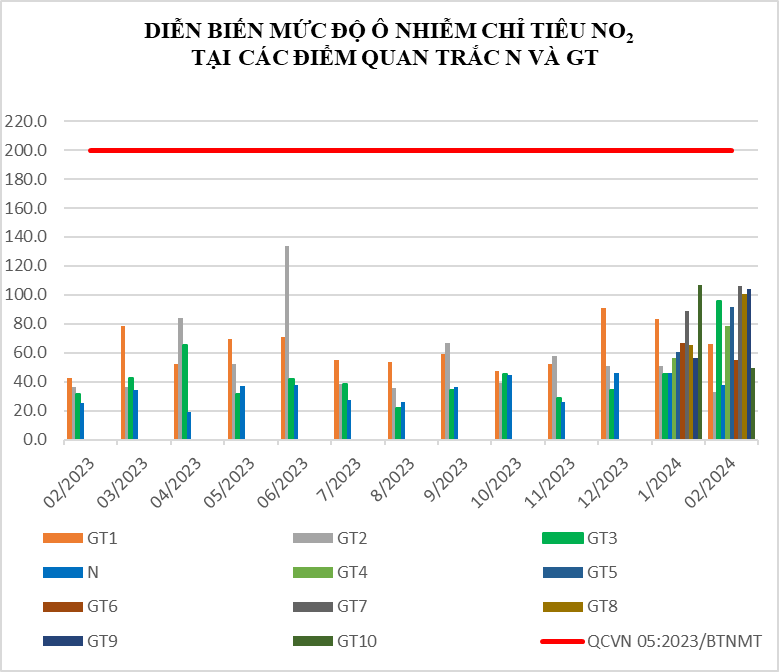 DIỄN BIẾN MỨC ĐỘ Ô NHIỄM CHỈ TIÊU NO₂
TẠI CÁC ĐIỂM QUAN TRẮC N VÀ GT
220.0
200.0
180.0
160.0
140.0
120.0
100.0
80.0
60.0
40.0
20.0
0.0
02/2023 03/2023 04/2023 05/2023 06/2023 7/2023 8/2023 9/2023 10/2023 11/2023 12/2023 1/2024 02/2024
GT1 GT2 GT3
N GT4 GT5
GT6 GT7 GT8
GT9 GT10 QCVN 05:2023/BTNMT